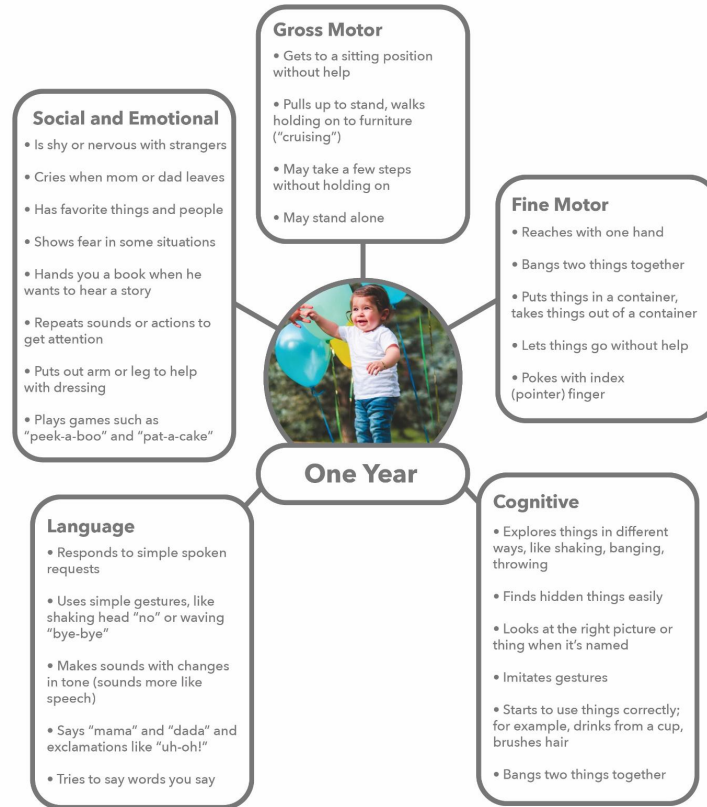 Gross Motor
• Gets to a sitting position
without help
• Pulls up to stand, walks
holding on to furniture
(“cruising”)
• May take a few steps
without holding on
• May stand alone
Social and Emotional
• Is shy or nervous with strangers
• Cries when mom or dad leaves
• Has favorite things and people
• Shows fear in some situations
• Hands you a book when he
wants to hear a story
• Repeats sounds or actions to
get attention
• Puts out arm or leg to help
with dressing
• Plays games such as
“peek-a-boo” and “pat-a-cake”
Fine Motor
• Reaches with one hand
• Bangs two things together
• Puts things in a container,
takes things out of a container
• Lets things go without help
• Pokes with index
(pointer) finger
One Year
Language
• Responds to simple spoken
requests
• Uses simple gestures, like
shaking head “no” or waving
“bye-bye”
• Makes sounds with changes
in tone (sounds more like
speech)
• Says “mama” and “dada” and
exclamations like “uh-oh!”
• Tries to say words you say
Cognitive
• Explores things in different
ways, like shaking, banging,
throwing
• Finds hidden things easily
• Looks at the right picture or
thing when it’s named
• Imitates gestures
• Starts to use things correctly;
for example, drinks from a cup,
brushes hair
• Bangs two things together